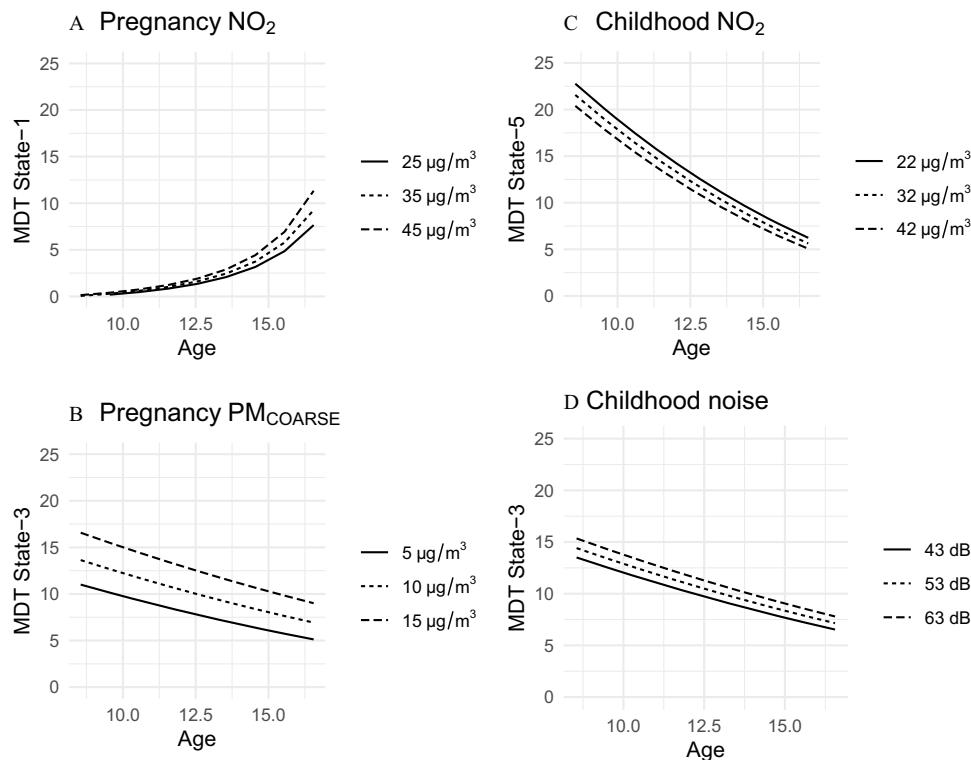 A Pregnancy NO₂
MDT State−1
25
20
15
10
5
0
10.0 12.5 15.0
Age
25 µg/m³
35 µg/m³
45 µg/m³
C Childhood NO₂
MDT State−5
25
20
15
10
5
0
10.0 12.5 15.0
Age
22 µg/m³
32 µg/m³
42 µg/m³
B Pregnancy PM_COARSE
MDT State−3
25
20
15
10
5
0
10.0 12.5 15.0
Age
5 µg/m³
10 µg/m³
15 µg/m³
D Childhood noise
MDT State−3
25
20
15
10
5
0
10.0 12.5 15.0
Age
43 dB
53 dB
63 dB